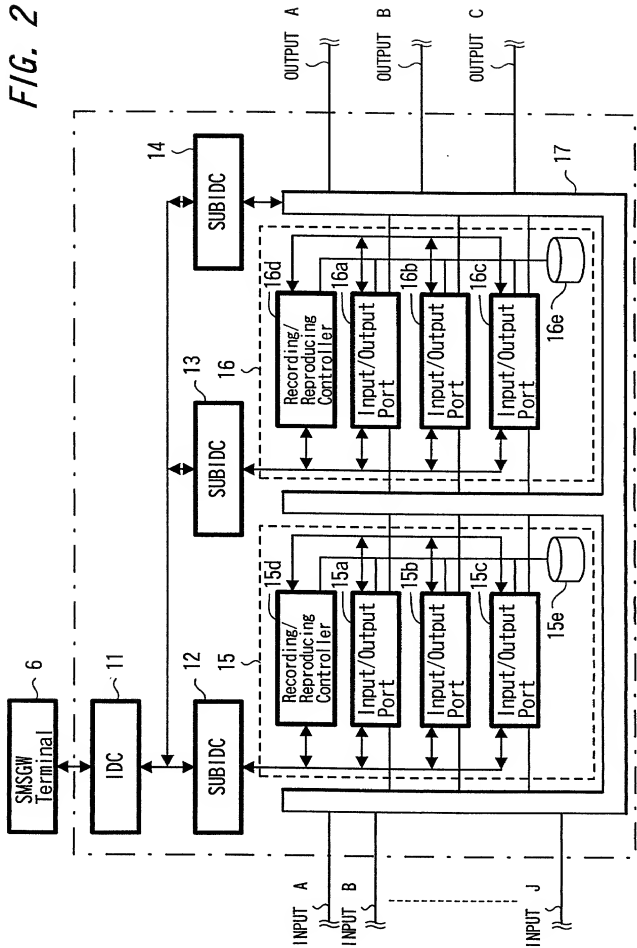 FIG. 2
6
SMSGW
Terminal
11
IDC
12
SUBIDC
13
SUBIDC
14
SUBIDC
15
15d
Recording/
Reproducing
Controller
15a
Input/Output
Port
15b
Input/Output
Port
15c
Input/Output
Port
15e
16
16d
Recording/
Reproducing
Controller
16a
Input/Output
Port
16b
Input/Output
Port
16c
Input/Output
Port
16e
17
INPUT A
INPUT B
INPUT J
OUTPUT A
OUTPUT B
OUTPUT C